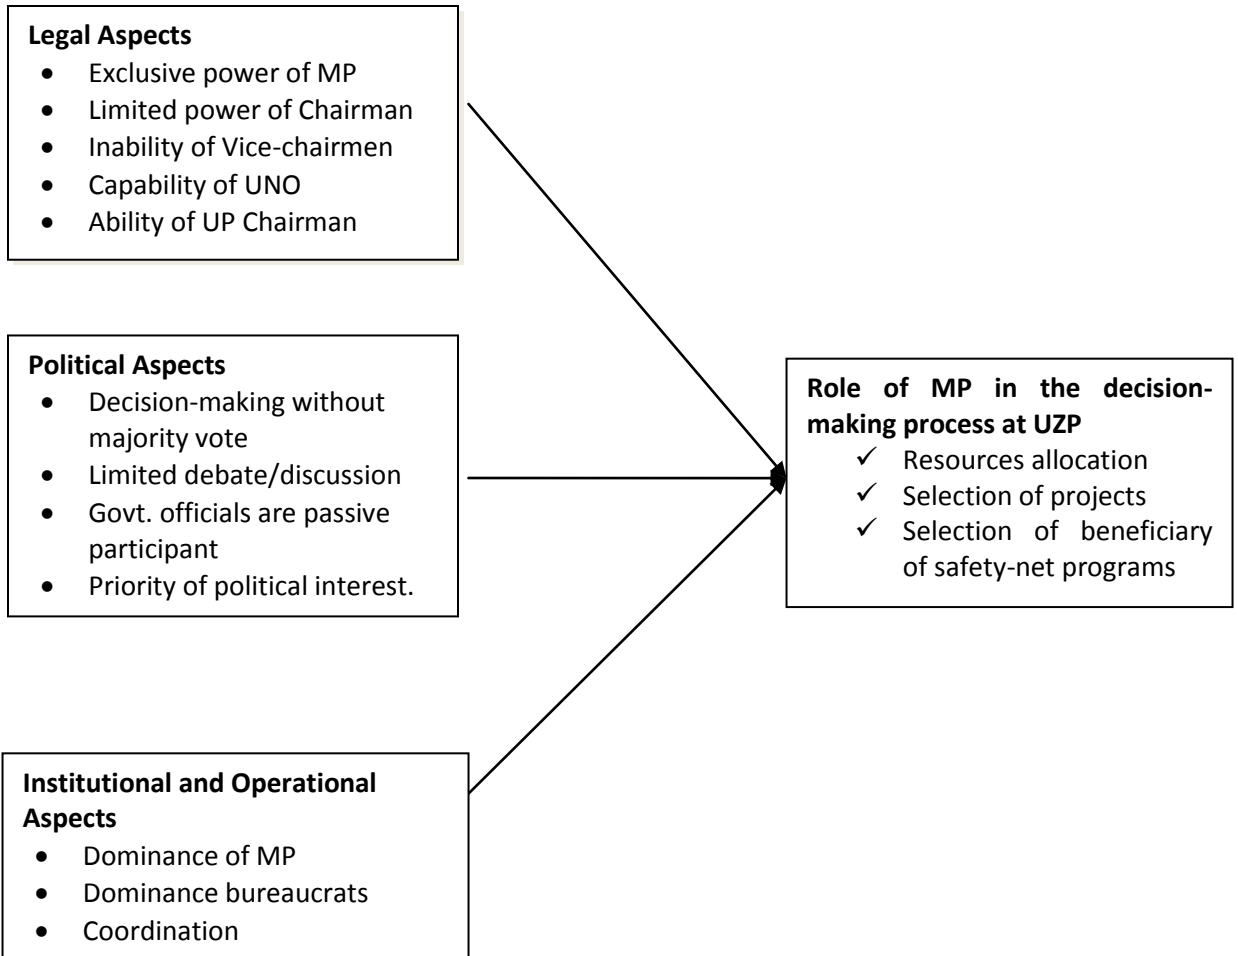 Legal Aspects
• Exclusive power of MP
• Limited power of Chairman
• Inability of Vice-chairmen
• Capability of UNO
• Ability of UP Chairman
Political Aspects
• Decision-making without
majority vote
• Limited debate/discussion
• Govt. officials are passive
participant
• Priority of political interest.
Institutional and Operational
Aspects
• Dominance of MP
• Dominance bureaucrats
• Coordination
Role of MP in the decision-
making process at UZP
✓ Resources allocation
✓ Selection of projects
✓ Selection of beneficiary
of safety-net programs